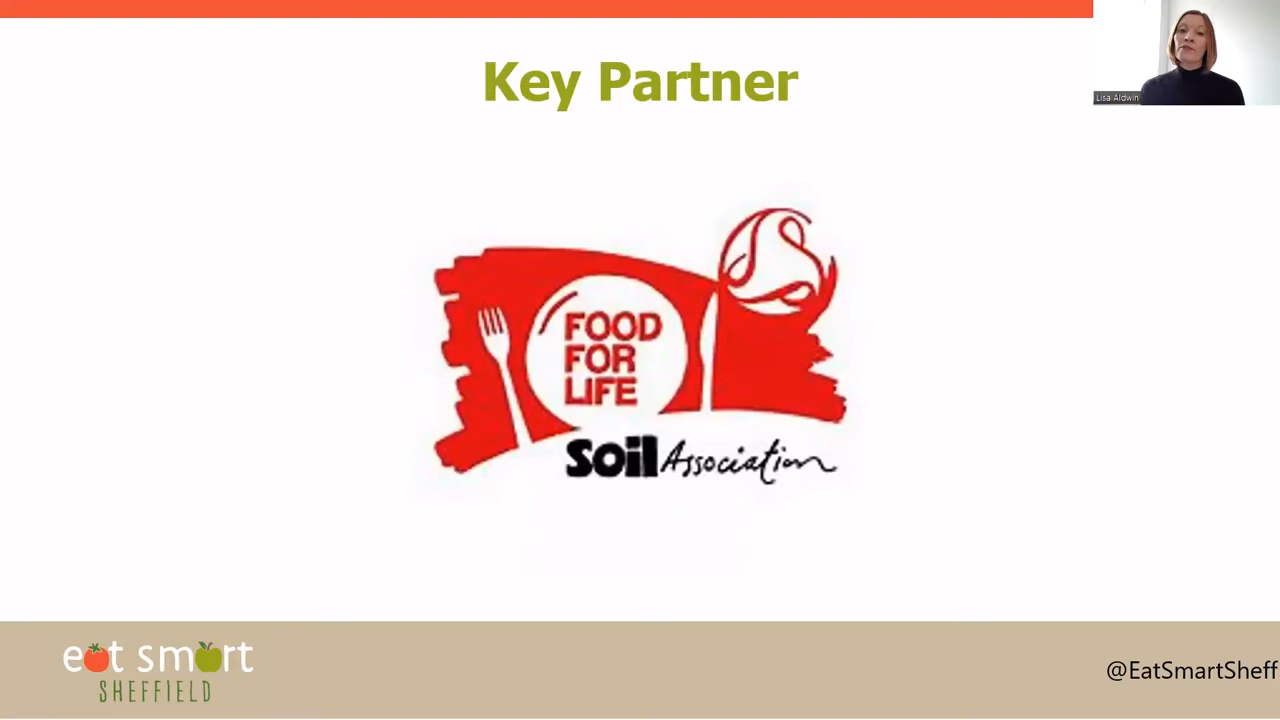 Key Partner
Lisa Aldwin
FOOD
FOR
LIFE
soil Association
eat smart
SHEFFIELD
@EatSmartSheff